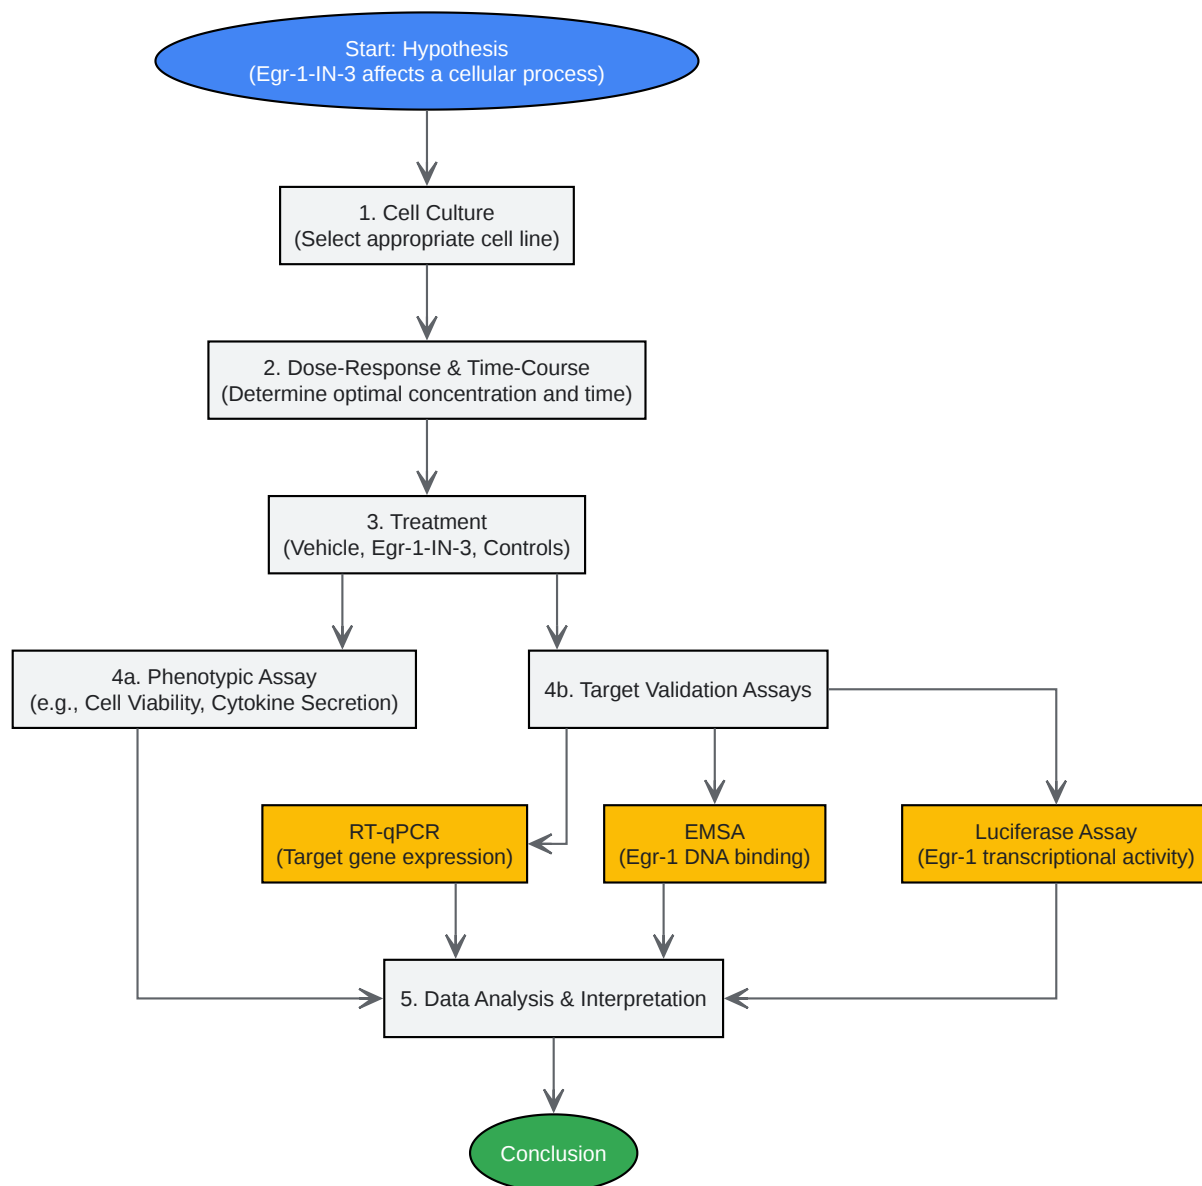 Start: Hypothesis
(Egr-1-IN-3 affects a cellular process)
1. Cell Culture
(Select appropriate cell line)
2. Dose-Response & Time-Course
(Determine optimal concentration and time)
3. Treatment
(Vehicle, Egr-1-IN-3, Controls)
4a. Phenotypic Assay
(e.g., Cell Viability, Cytokine Secretion)
4b. Target Validation Assays
RT-qPCR
(Target gene expression)
EMSA
(Egr-1 DNA binding)
Luciferase Assay
(Egr-1 transcriptional activity)
5. Data Analysis & Interpretation
Conclusion